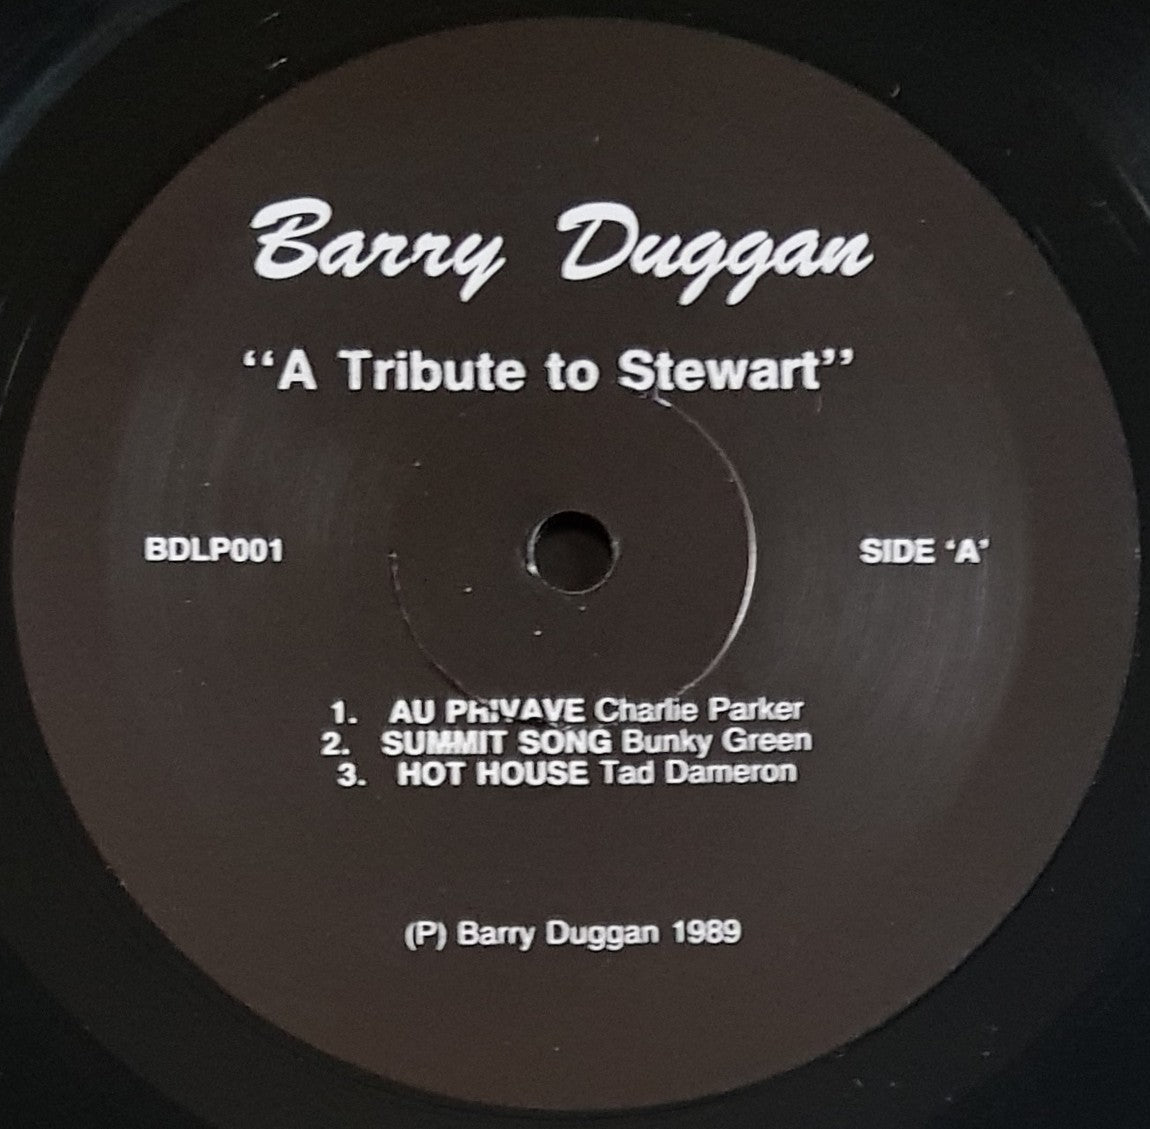 Barry Duggan
“A Tribute to Stewart”
BDLP001
SIDE ‘A’
1. AU PRIVAVE Charlie Parker
2. SUMMIT SONG Bunky Green
3. HOT HOUSE Tad Dameron
(P) Barry Duggan 1989